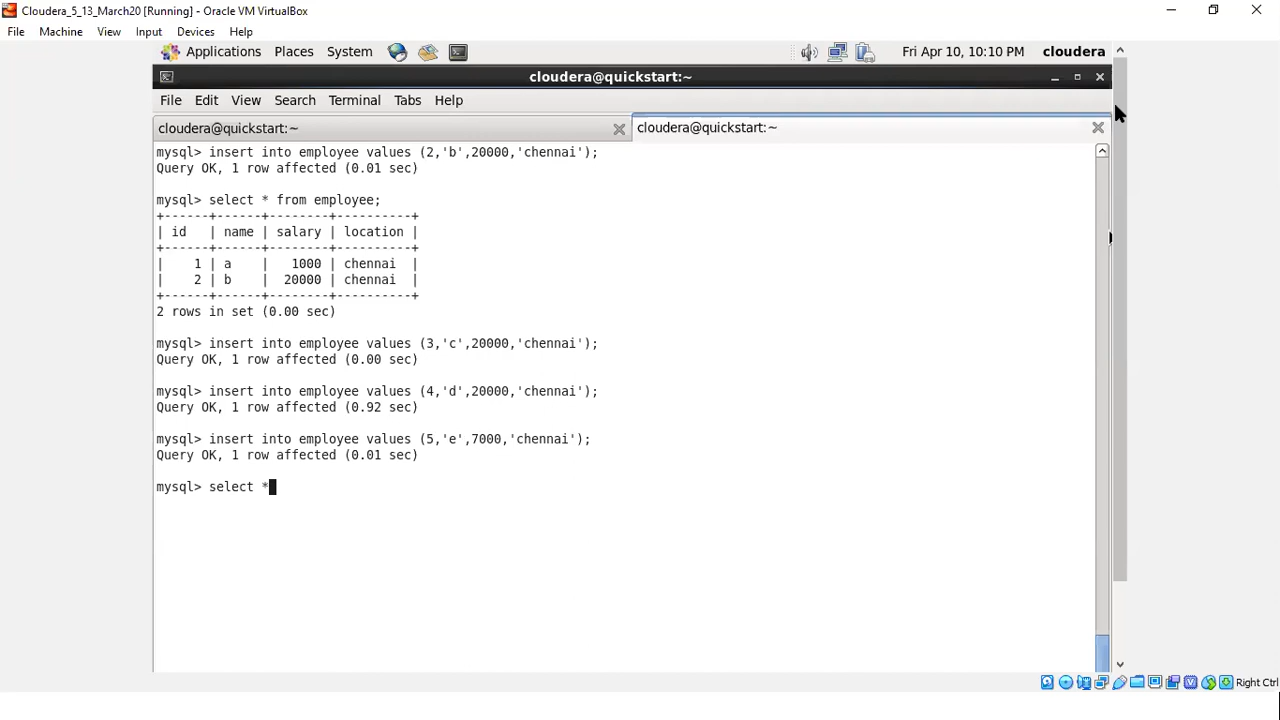 Cloudera_5_13_March20 [Running] - Oracle VM VirtualBox
File Machine View Input Devices Help
Applications Places System Fri Apr 10, 10:10 PM cloudera
cloudera@quickstart:~
File Edit View Search Terminal Tabs Help
cloudera@quickstart:~ cloudera@quickstart:~
mysql> insert into employee values (2,'b',20000,'chennai');
Query OK, 1 row affected (0.01 sec)
mysql> select * from employee;
+------+------+--------+----------+
| id   | name | salary | location |
+------+------+--------+----------+
|    1 | a    |   1000 | chennai  |
|    2 | b    |  20000 | chennai  |
+------+------+--------+----------+
2 rows in set (0.00 sec)
mysql> insert into employee values (3,'c',20000,'chennai');
Query OK, 1 row affected (0.00 sec)
mysql> insert into employee values (4,'d',20000,'chennai');
Query OK, 1 row affected (0.92 sec)
mysql> insert into employee values (5,'e',7000,'chennai');
Query OK, 1 row affected (0.01 sec)
mysql> select *
Right Ctrl